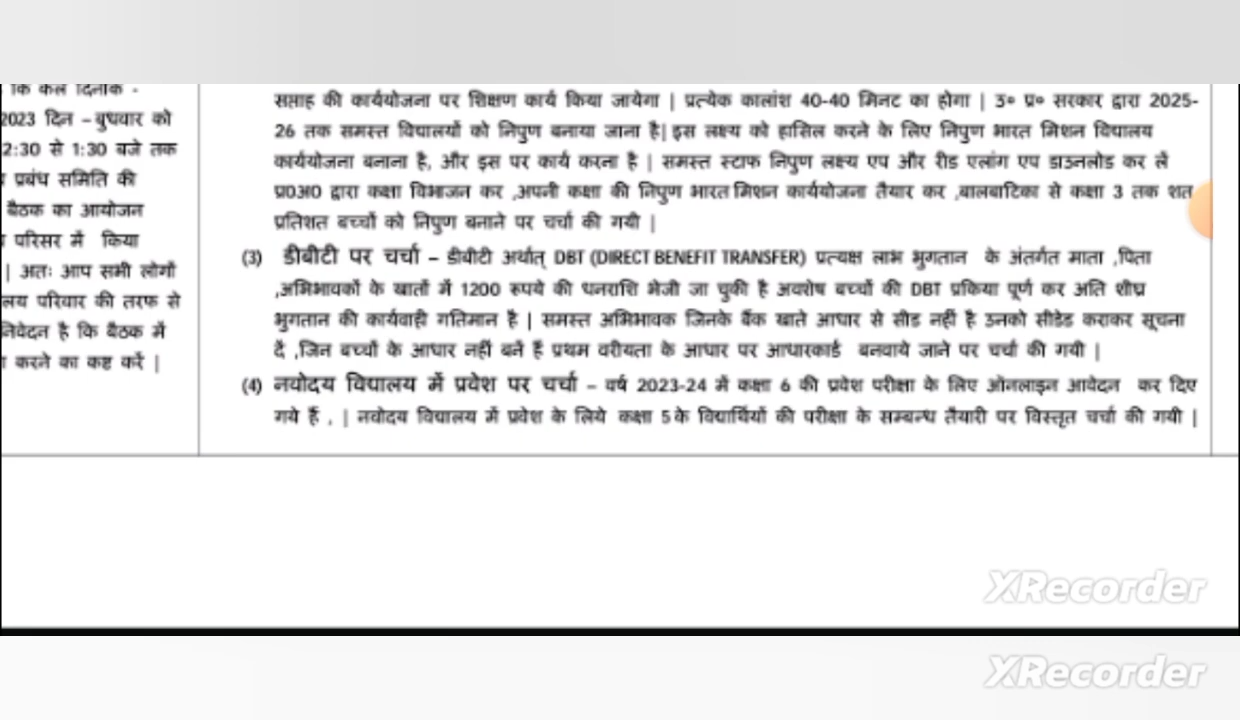 कि कल दिनांक -
2023 दिन – बुधवार को
2:30 से 1:30 बजे तक
प्रबंध समिति की
बैठक का आयोजन
परिसर में किया
| अतः आप सभी लोगों
लय परिवार की तरफ से
निवेदन है कि बैठक में
करने का कष्ट करें |
सप्ताह की कार्ययोजना पर शिक्षण कार्य किया जायेगा | प्रत्येक कालांश 40-40 मिनट का होगा | उ० प्र० सरकार द्वारा 2025-
26 तक समस्त विद्यालयों को निपुण बनाया जाना है| इस लक्ष्य को हासिल करने के लिए निपुण भारत मिशन विद्यालय
कार्ययोजना बनाना है, और इस पर कार्य करना है | समस्त स्टाफ निपुण लक्ष्य एप और रीड एलांग एप डाउनलोड कर लें
प्र0अ0 द्वारा कक्षा विभाजन कर ,अपनी कक्षा की निपुण भारत मिशन कार्ययोजना तैयार कर ,बालबाटिका से कक्षा 3 तक शत
प्रतिशत बच्चों को निपुण बनाने पर चर्चा की गयी |
(3) डीबीटी पर चर्चा – डीबीटी अर्थात् DBT (DIRECT BENEFIT TRANSFER) प्रत्यक्ष लाभ भुगतान के अंतर्गत माता ,पिता
,अभिभावकों के खातों में 1200 रूपये की धनराशि भेजी जा चुकी है अवशेष बच्चों की DBT प्रकिया पूर्ण कर अति शीघ्र
भुगतान की कार्यवाही गतिमान है | समस्त अभिभावक जिनके बैंक खाते आधार से सीड नहीं है उनको सीडेड कराकर सूचना
दें ,जिन बच्चों के आधार नहीं बनें हैं प्रथम वरीयता के आधार पर आधारकार्ड बनवाये जाने पर चर्चा की गयी |
(4) नवोदय विद्यालय में प्रवेश पर चर्चा – वर्ष 2023-24 में कक्षा 6 की प्रवेश परीक्षा के लिए ऑनलाइन आवेदन कर दिए
गये हैं , | नवोदय विद्यालय में प्रवेश के लिये कक्षा 5 के विद्यार्थियों की परीक्षा के सम्बन्ध तैयारी पर विस्तृत चर्चा की गयी |
XRecorder
XRecorder